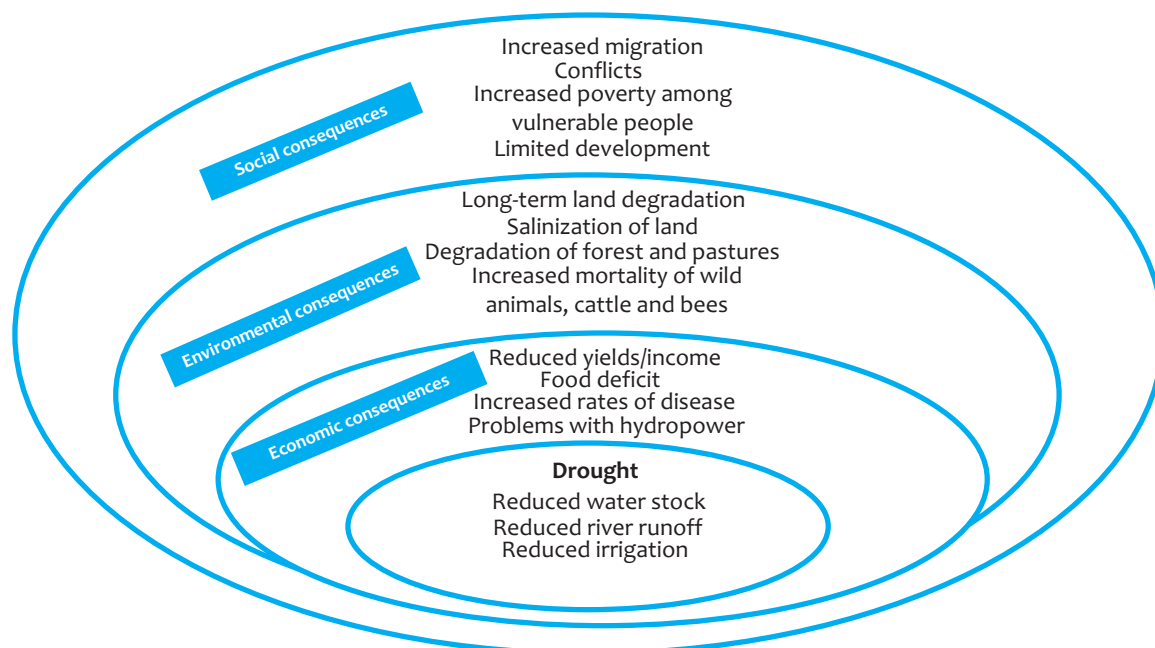 Increased migration
Conflicts
Increased poverty among
vulnerable people
Limited development
Social consequences
Long-term land degradation
Salinization of land
Degradation of forest and pastures
Increased mortality of wild
animals, cattle and bees
Environmental consequences
Reduced yields/income
Food deficit
Increased rates of disease
Problems with hydropower
Economic consequences
Drought
Reduced water stock
Reduced river runoff
Reduced irrigation